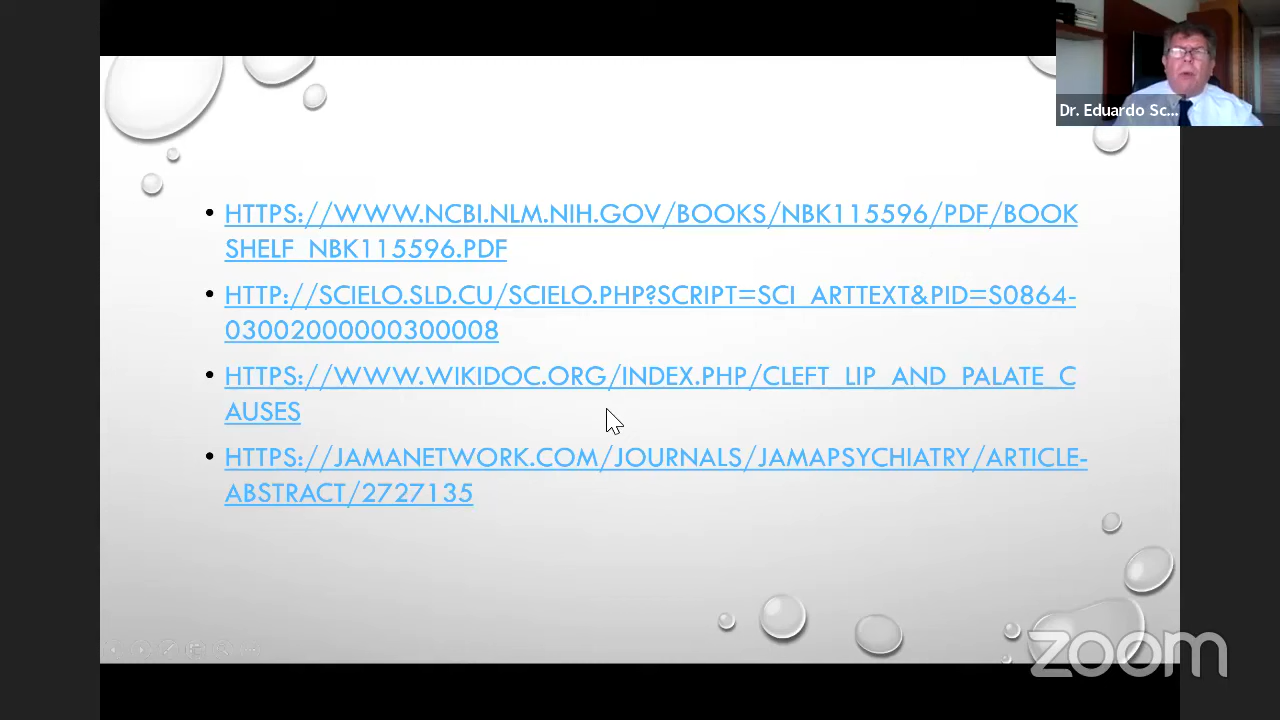 Dr. Eduardo Sc...
HTTPS://WWW.NCBI.NLM.NIH.GOV/BOOKS/NBK115596/PDF/BOOK
SHELF_NBK115596.PDF
HTTP://SCIELO.SLD.CU/SCIELO.PHP?SCRIPT=SCI_ARTTEXT&PID=S0864-
03002000000300008
HTTPS://WWW.WIKIDOC.ORG/INDEX.PHP/CLEFT_LIP_AND_PALATE_C
AUSES
HTTPS://JAMANETWORK.COM/JOURNALS/JAMAPSYCHIATRY/ARTICLE-
ABSTRACT/2727135
zoom